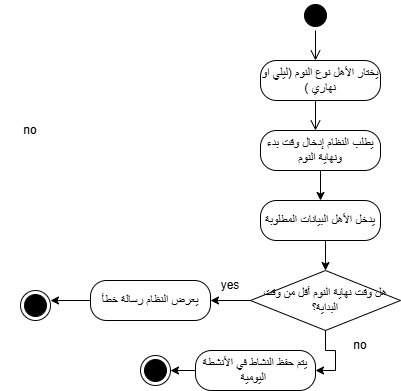 يختار الأهل نوع النوم (ليلي او
نهاري )
no
يطلب النظام إدخال وقت بدء
ونهاية النوم
يدخل الأهل البيانات المطلوبة
هل وقت نهاية النوم أقل من وقت
البداية؟
yes
يعرض النظام رسالة خطأ
no
يتم حفظ النشاط في الأنشطة
اليومية